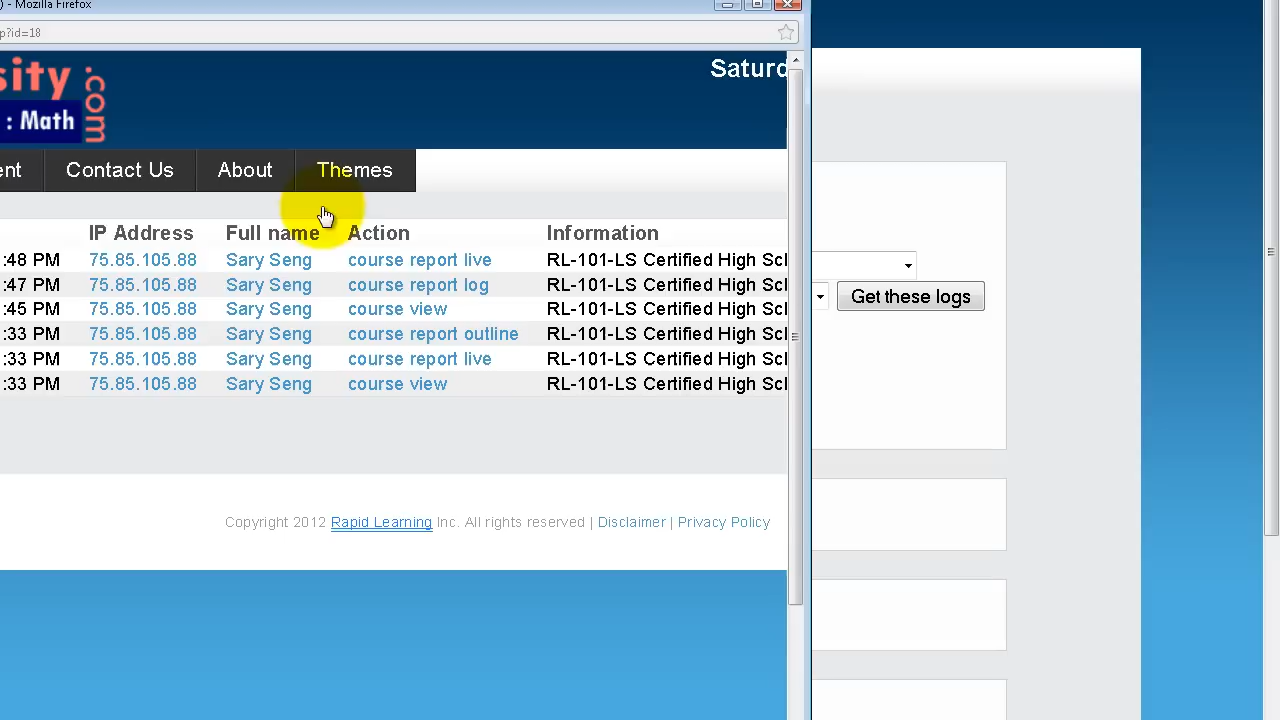 ) - Mozilla Firefox
p?id=18
sity .com
: Math
Saturd
ent Contact Us About Themes
IP Address Full name Action Information
:48 PM 75.85.105.88 Sary Seng course report live RL-101-LS Certified High Scl
:47 PM 75.85.105.88 Sary Seng course report log RL-101-LS Certified High Scl
:45 PM 75.85.105.88 Sary Seng course view RL-101-LS Certified High Scl
:33 PM 75.85.105.88 Sary Seng course report outline RL-101-LS Certified High Scl
:33 PM 75.85.105.88 Sary Seng course report live RL-101-LS Certified High Scl
:33 PM 75.85.105.88 Sary Seng course view RL-101-LS Certified High Scl
Get these logs
Copyright 2012 Rapid Learning Inc. All rights reserved | Disclaimer | Privacy Policy